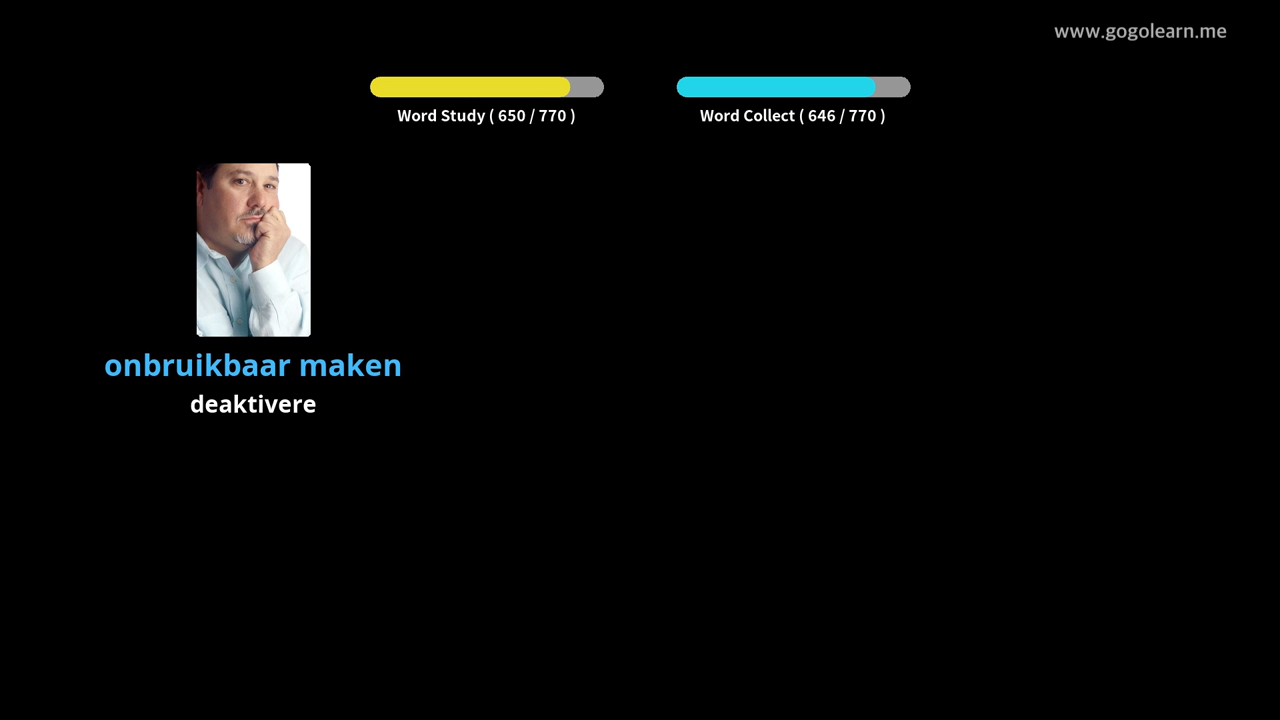 www.gogolearn.me
Word Study ( 650 / 770 )
Word Collect ( 646 / 770 )
onbruikbaar maken
deaktivere